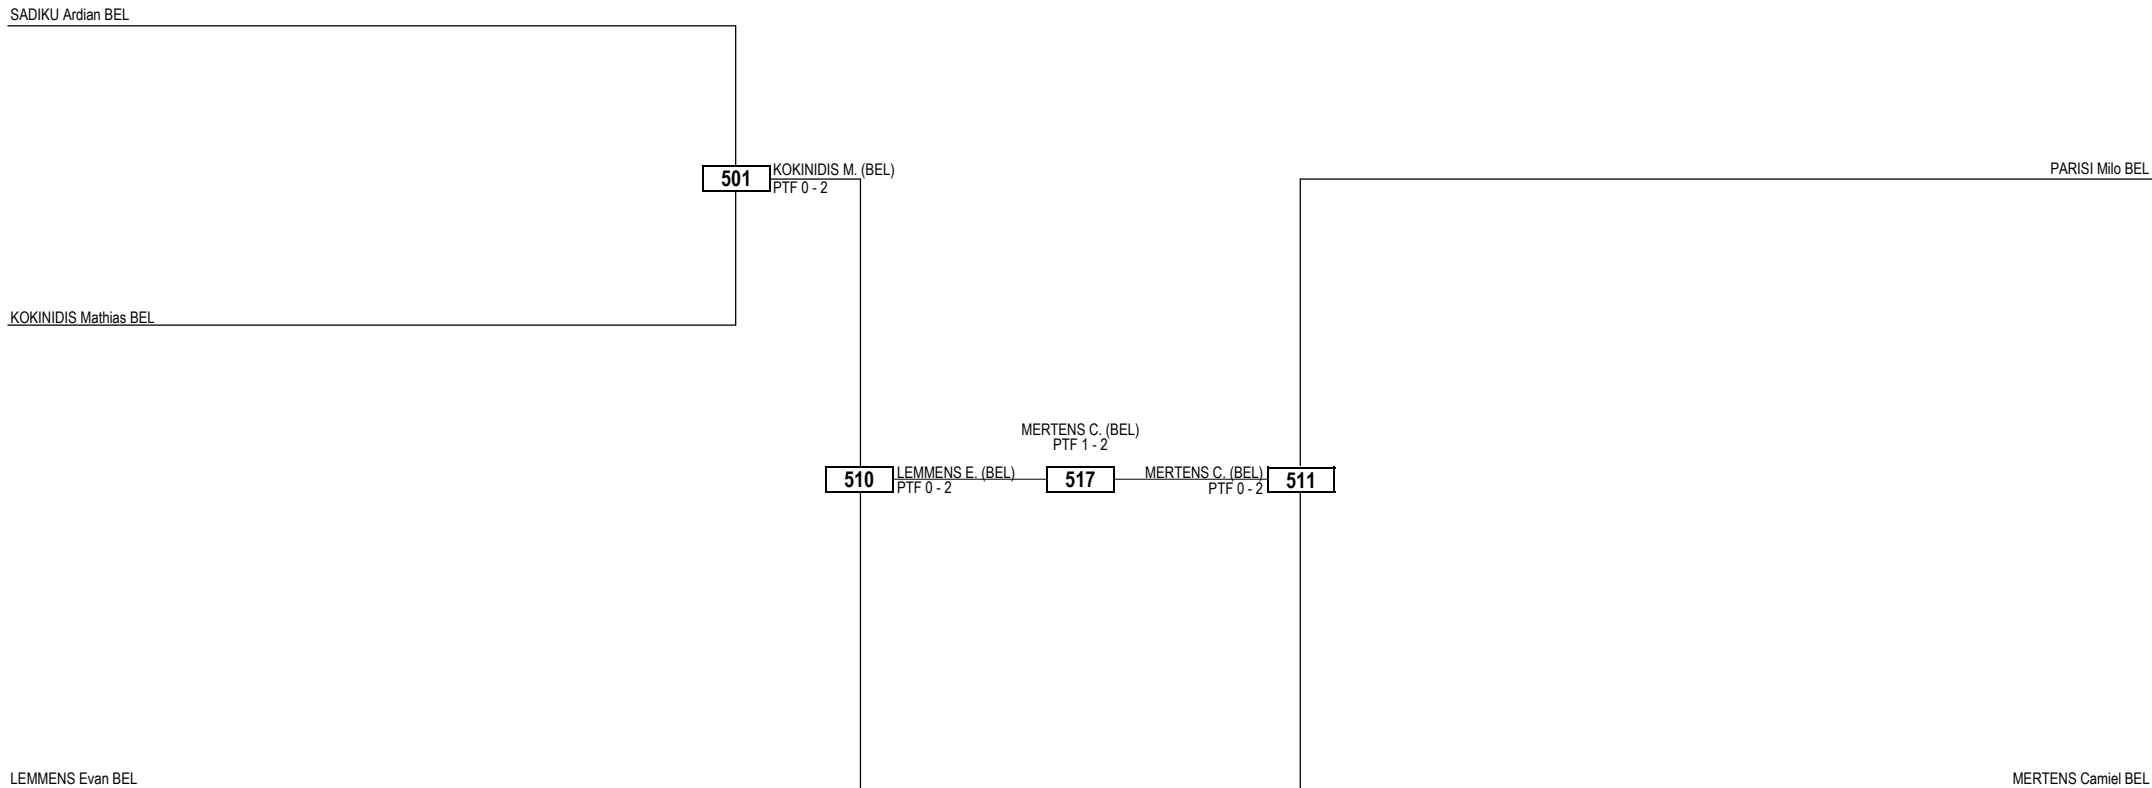 SADIKU Ardian BEL
501
KOKINIDIS M. (BEL)
PTF 0 - 2
PARISI Milo BEL
KOKINIDIS Mathias BEL
MERTENS C. (BEL)
PTF 1 - 2
510
LEMMENS E. (BEL)
PTF 0 - 2
517
MERTENS C. (BEL)
PTF 0 - 2
511
LEMMENS Evan BEL
MERTENS Camiel BEL